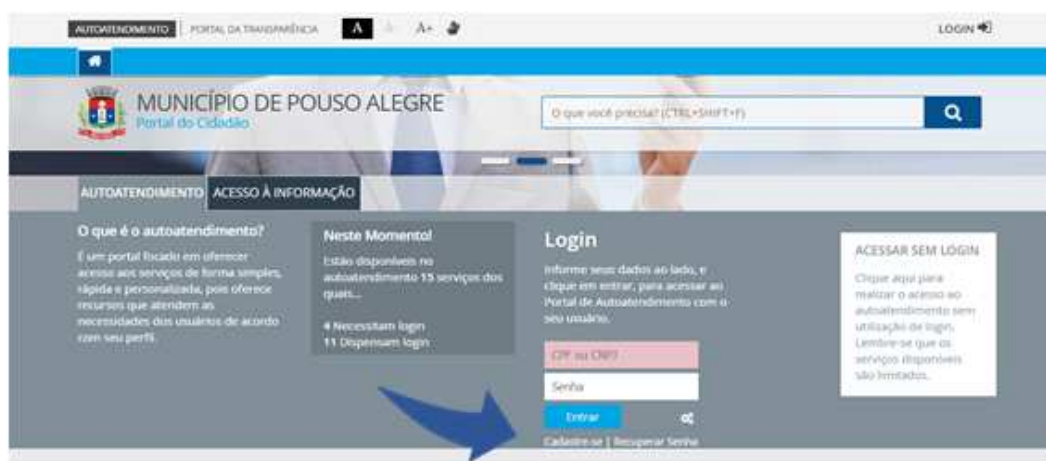 AUTOATENDIMENTO PORTAL DA TRANSPARÊNCIA A A A+ LOGIN
MUNICÍPIO DE POUSO ALEGRE
Portal do Cidadão
O que você precisa? (CTRL+SHIFT+F)
AUTOATENDIMENTO ACESSO À INFORMAÇÃO
O que é o autoatendimento?
É um portal focado em oferecer
acesso aos serviços de forma simples,
rápida e personalizada, pois oferece
recursos que atendem as
necessidades dos usuários de acordo
com seu perfil.
Neste Momento!
Estão disponíveis no
autoatendimento 15 serviços dos
quais...
4 Necessitam login
11 Dispensam login
Login
Informe seus dados ao lado, e
clique em entrar, para acessar ao
Portal de Autoatendimento com o
seu usuário.
CPF ou CNPJ
Senha
Entrar
Cadastre-se | Recuperar Senha
ACESSAR SEM LOGIN
Clique aqui para
realizar o acesso ao
autoatendimento sem
utilização de login.
Lembre-se que os
serviços disponíveis
são limitados.